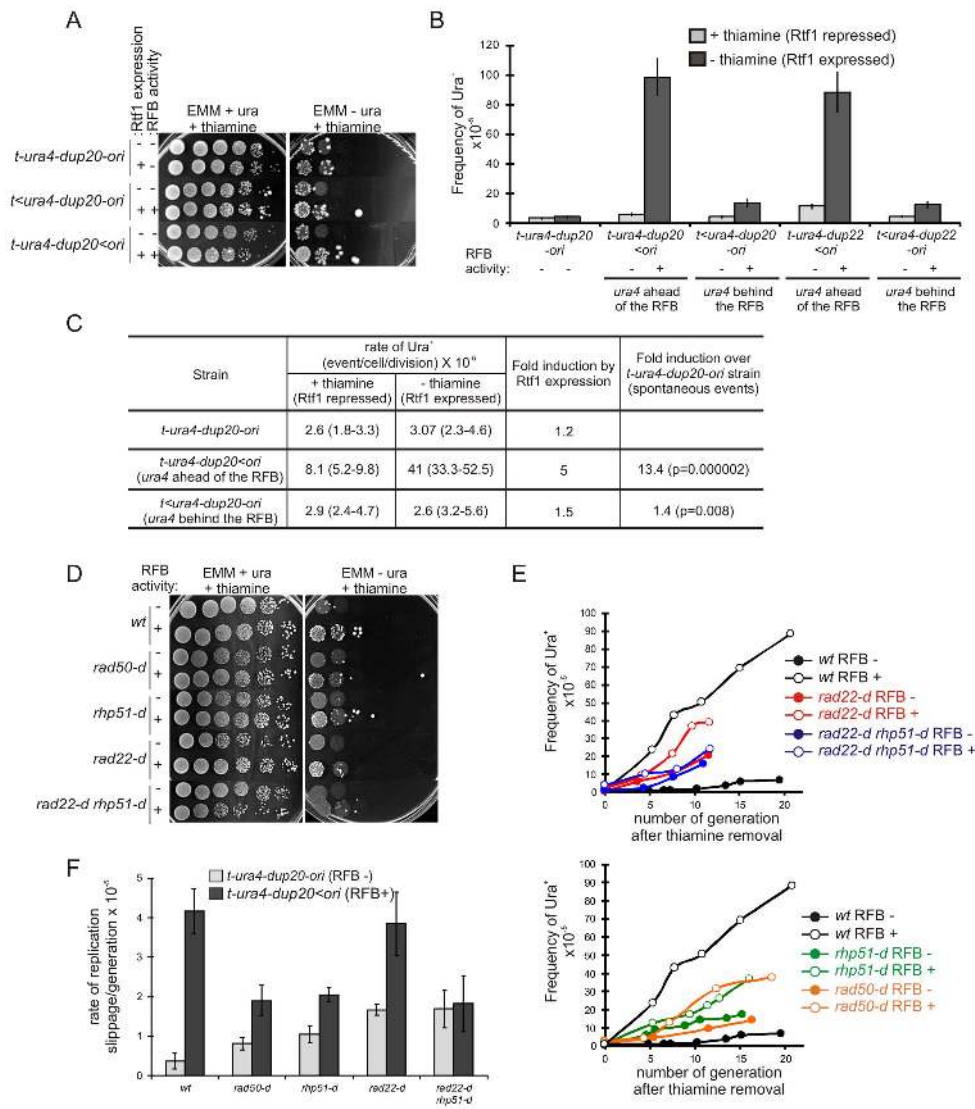 A
:Rtf1 expression
:RFB activity
EMM + ura
+ thiamine
EMM - ura
+ thiamine
t-ura4-dup20-ori
- -
+ -
t<ura4-dup20-ori
- -
+ +
t-ura4-dup20<ori
- -
+ +
B
+ thiamine (Rtf1 repressed)
- thiamine (Rtf1 expressed)
Frequency of Ura+
x10-5
120
100
80
60
40
20
0
t-ura4-dup20
-ori
t-ura4-dup20
<ori
t<ura4-dup20
-ori
t-ura4-dup22
<ori
t<ura4-dup22
-ori
RFB
activity:
- - - + - + - + - +
ura4 ahead
of the RFB
ura4 behind
the RFB
ura4 ahead
of the RFB
ura4 behind
the RFB
C
Strain
rate of Ura+
(event/cell/division) X 10-6
+ thiamine
(Rtf1 repressed)
- thiamine
(Rtf1 expressed)
Fold induction by
Rtf1 expression
Fold induction over
t-ura4-dup20-ori strain
(spontaneous events)
t-ura4-dup20-ori
2.6 (1.8-3.3)
3.07 (2.3-4.6)
1.2
t-ura4-dup20<ori
(ura4 ahead of the RFB)
8.1 (5.2-9.8)
41 (33.3-52.5)
5
13.4 (p=0.000002)
t<ura4-dup20-ori
(ura4 behind the RFB)
2.9 (2.4-4.7)
2.6 (3.2-5.6)
1.5
1.4 (p=0.008)
D
RFB
activity:
EMM + ura
+ thiamine
EMM - ura
+ thiamine
wt
-
+
rad50-d
-
+
rhp51-d
-
+
rad22-d
-
+
rad22-d rhp51-d
-
+
E
Frequency of Ura+
x10-5
100
90
80
70
60
50
40
30
20
10
0
0 5 10 15 20
number of generation
after thiamine removal
wt RFB -
wt RFB +
rad22-d RFB -
rad22-d RFB +
rad22-d rhp51-d RFB -
rad22-d rhp51-d RFB +
Frequency of Ura+
x10-5
100
90
80
70
60
50
40
30
20
10
0
0 5 10 15 20
number of generation
after thiamine removal
wt RFB -
wt RFB +
rhp51-d RFB -
rhp51-d RFB +
rad50-d RFB -
rad50-d RFB +
F
t-ura4-dup20-ori (RFB -)
t-ura4-dup20<ori (RFB+)
rate of replication
slippage/generation x 10-5
5
4
3
2
1
0
wt
rad50-d
rhp51-d
red22-d
red22-d
rhp51-d